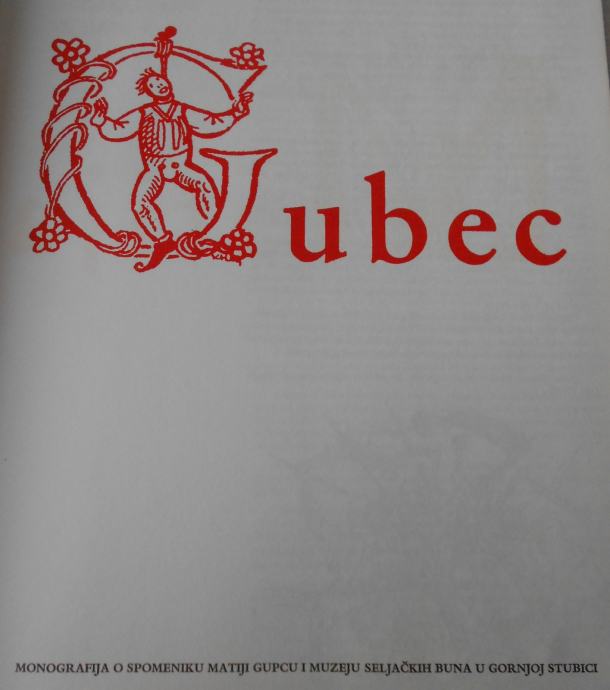 Gubec
MONOGRAFIJA O SPOMENIKU MATIJI GUPCU I MUZEJU SELJAČKIH BUNA U GORNJOJ STUBICI